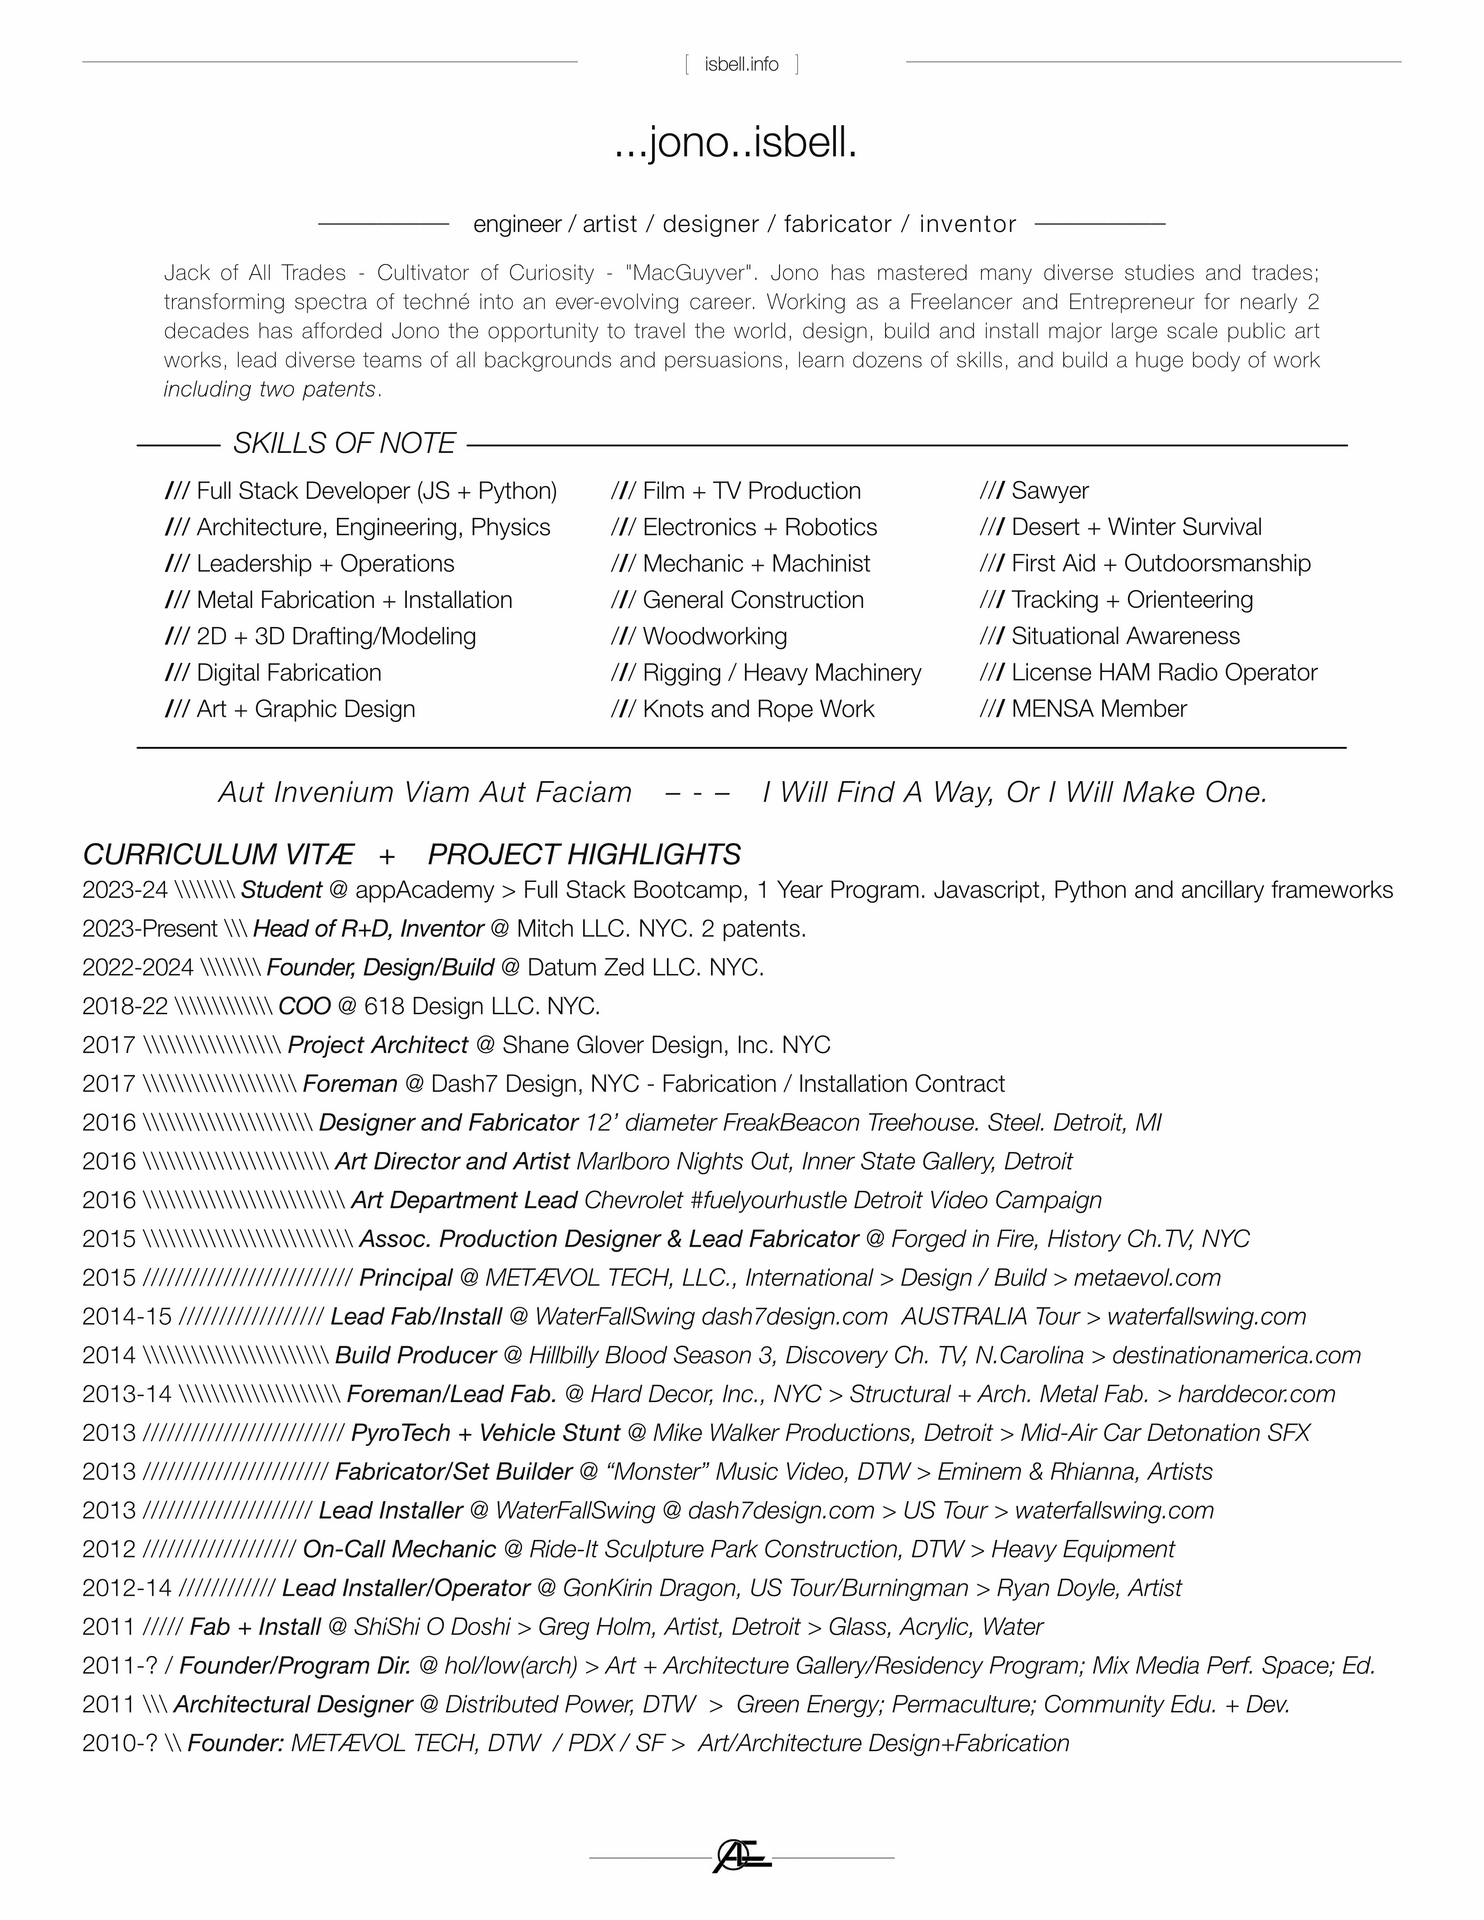 [ isbell.info ]
...jono..isbell.
engineer / artist / designer / fabricator / inventor
Jack of All Trades - Cultivator of Curiosity - "MacGuyver". Jono has mastered many diverse studies and trades;
transforming spectra of techné into an ever-evolving career. Working as a Freelancer and Entrepreneur for nearly 2
decades has afforded Jono the opportunity to travel the world, design, build and install major large scale public art
works, lead diverse teams of all backgrounds and persuasions, learn dozens of skills, and build a huge body of work
including two patents.
SKILLS OF NOTE
/// Full Stack Developer (JS + Python)
/// Architecture, Engineering, Physics
/// Leadership + Operations
/// Metal Fabrication + Installation
/// 2D + 3D Drafting/Modeling
/// Digital Fabrication
/// Art + Graphic Design
/// Film + TV Production
/// Electronics + Robotics
/// Mechanic + Machinist
/// General Construction
/// Woodworking
/// Rigging / Heavy Machinery
/// Knots and Rope Work
/// Sawyer
/// Desert + Winter Survival
/// First Aid + Outdoorsmanship
/// Tracking + Orienteering
/// Situational Awareness
/// License HAM Radio Operator
/// MENSA Member
Aut Invenium Viam Aut Faciam – - – I Will Find A Way, Or I Will Make One.
CURRICULUM VITÆ + PROJECT HIGHLIGHTS
2023-24 \\\\\\\\ Student @ appAcademy > Full Stack Bootcamp, 1 Year Program. Javascript, Python and ancillary frameworks
2023-Present \\\ Head of R+D, Inventor @ Mitch LLC. NYC. 2 patents.
2022-2024 \\\\\\\\ Founder, Design/Build @ Datum Zed LLC. NYC.
2018-22 \\\\\\\\\\\\\ COO @ 618 Design LLC. NYC.
2017 \\\\\\\\\\\\\\\\\\ Project Architect @ Shane Glover Design, Inc. NYC
2017 \\\\\\\\\\\\\\\\\\\\ Foreman @ Dash7 Design, NYC - Fabrication / Installation Contract
2016 \\\\\\\\\\\\\\\\\\\\\\ Designer and Fabricator 12’ diameter FreakBeacon Treehouse. Steel. Detroit, MI
2016 \\\\\\\\\\\\\\\\\\\\\\\\ Art Director and Artist Marlboro Nights Out, Inner State Gallery, Detroit
2016 \\\\\\\\\\\\\\\\\\\\\\\\\\ Art Department Lead Chevrolet #fuelyourhustle Detroit Video Campaign
2015 \\\\\\\\\\\\\\\\\\\\\\\\\\\ Assoc. Production Designer & Lead Fabricator @ Forged in Fire, History Ch.TV, NYC
2015 ////////////////////////// Principal @ METÆVOL TECH, LLC., International > Design / Build > metaevol.com
2014-15 ////////////////// Lead Fab/Install @ WaterFallSwing dash7design.com AUSTRALIA Tour > waterfallswing.com
2014 \\\\\\\\\\\\\\\\\\\\\\\\ Build Producer @ Hillbilly Blood Season 3, Discovery Ch. TV, N.Carolina > destinationamerica.com
2013-14 \\\\\\\\\\\\\\\\\\\\\ Foreman/Lead Fab. @ Hard Decor, Inc., NYC > Structural + Arch. Metal Fab. > harddecor.com
2013 ///////////////////////// PyroTech + Vehicle Stunt @ Mike Walker Productions, Detroit > Mid-Air Car Detonation SFX
2013 /////////////////////// Fabricator/Set Builder @ “Monster” Music Video, DTW > Eminem & Rhianna, Artists
2013 ///////////////////// Lead Installer @ WaterFallSwing @ dash7design.com > US Tour > waterfallswing.com
2012 /////////////////// On-Call Mechanic @ Ride-It Sculpture Park Construction, DTW > Heavy Equipment
2012-14 //////////// Lead Installer/Operator @ GonKirin Dragon, US Tour/Burningman > Ryan Doyle, Artist
2011 ///// Fab + Install @ ShiShi O Doshi > Greg Holm, Artist, Detroit > Glass, Acrylic, Water
2011-? / Founder/Program Dir. @ hol/low(arch) > Art + Architecture Gallery/Residency Program; Mix Media Perf. Space; Ed.
2011 \\\ Architectural Designer @ Distributed Power, DTW > Green Energy; Permaculture; Community Edu. + Dev.
2010-? \\ Founder: METÆVOL TECH, DTW / PDX / SF > Art/Architecture Design+Fabrication